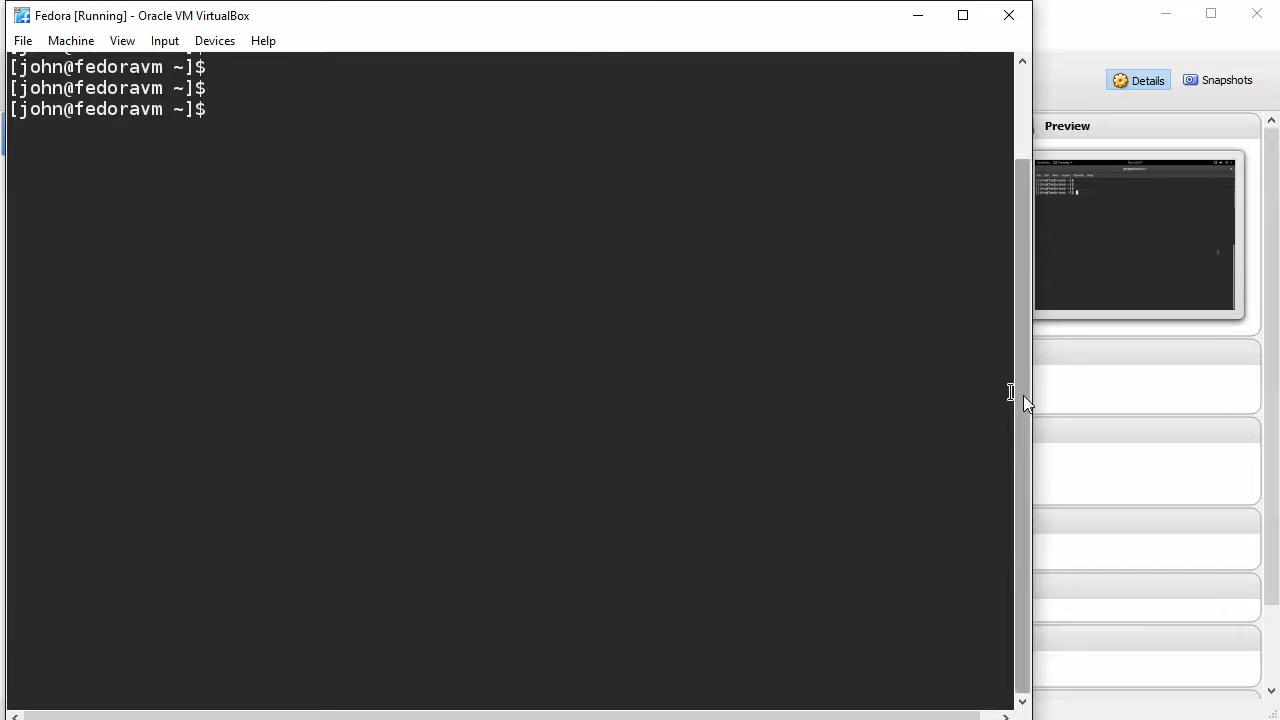 Fedora [Running] - Oracle VM VirtualBox
File Machine View Input Devices Help
[john@fedoravm ~]$
[john@fedoravm ~]$
[john@fedoravm ~]$
Details Snapshots
Preview